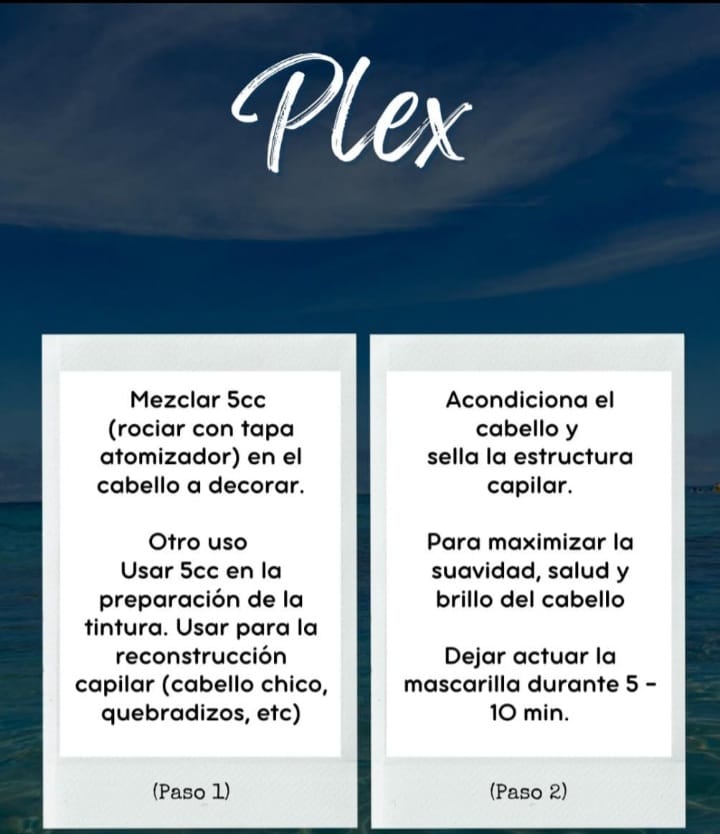 Plex
Mezclar 5cc
(rociar con tapa
atomizador) en el
cabello a decorar.
Otro uso
Usar 5cc en la
preparación de la
tintura. Usar para la
reconstrucción
capilar (cabello chico,
quebradizos, etc)
(Paso 1)
Acondiciona el
cabello y
sella la estructura
capilar.
Para maximizar la
suavidad, salud y
brillo del cabello
Dejar actuar la
mascarilla durante 5 -
10 min.
(Paso 2)